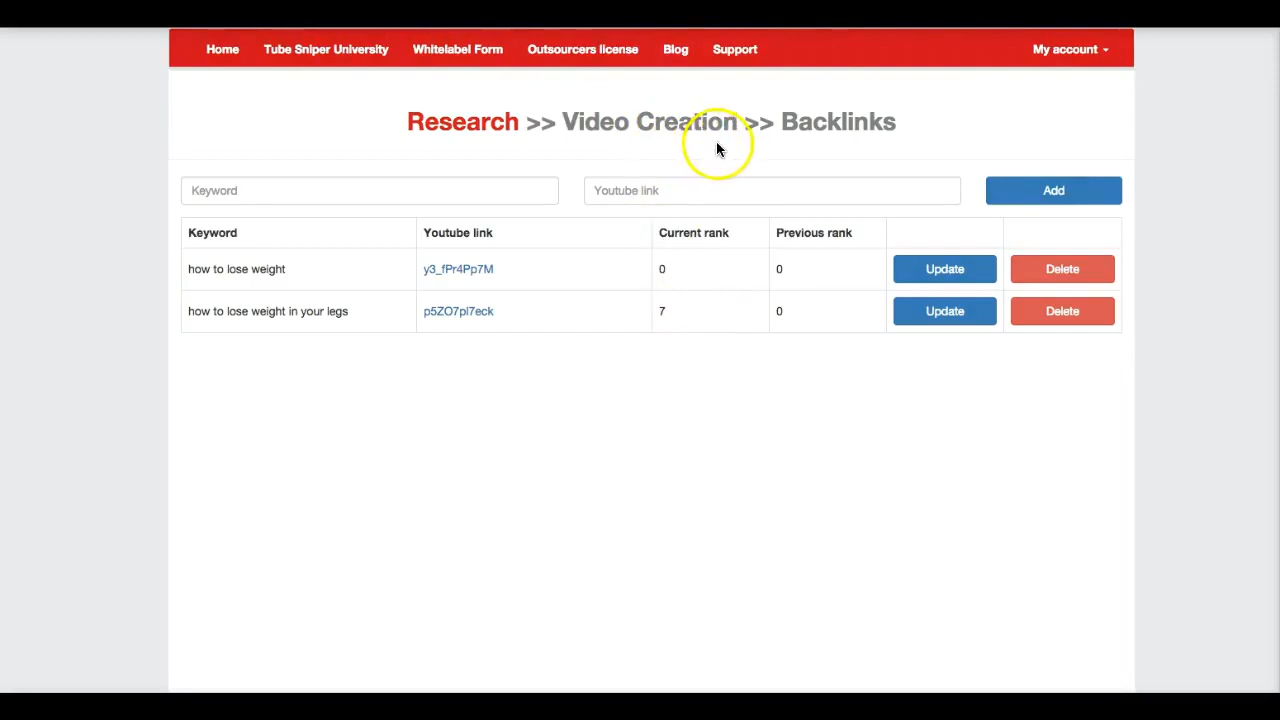 Home Tube Sniper University Whitelabel Form Outsourcers license Blog Support My account
Research >> Video Creation >> Backlinks
Keyword Youtube link Add
Keyword Youtube link Current rank Previous rank
how to lose weight y3_fPr4Pp7M 0 0 Update Delete
how to lose weight in your legs p5ZO7pl7eck 7 0 Update Delete